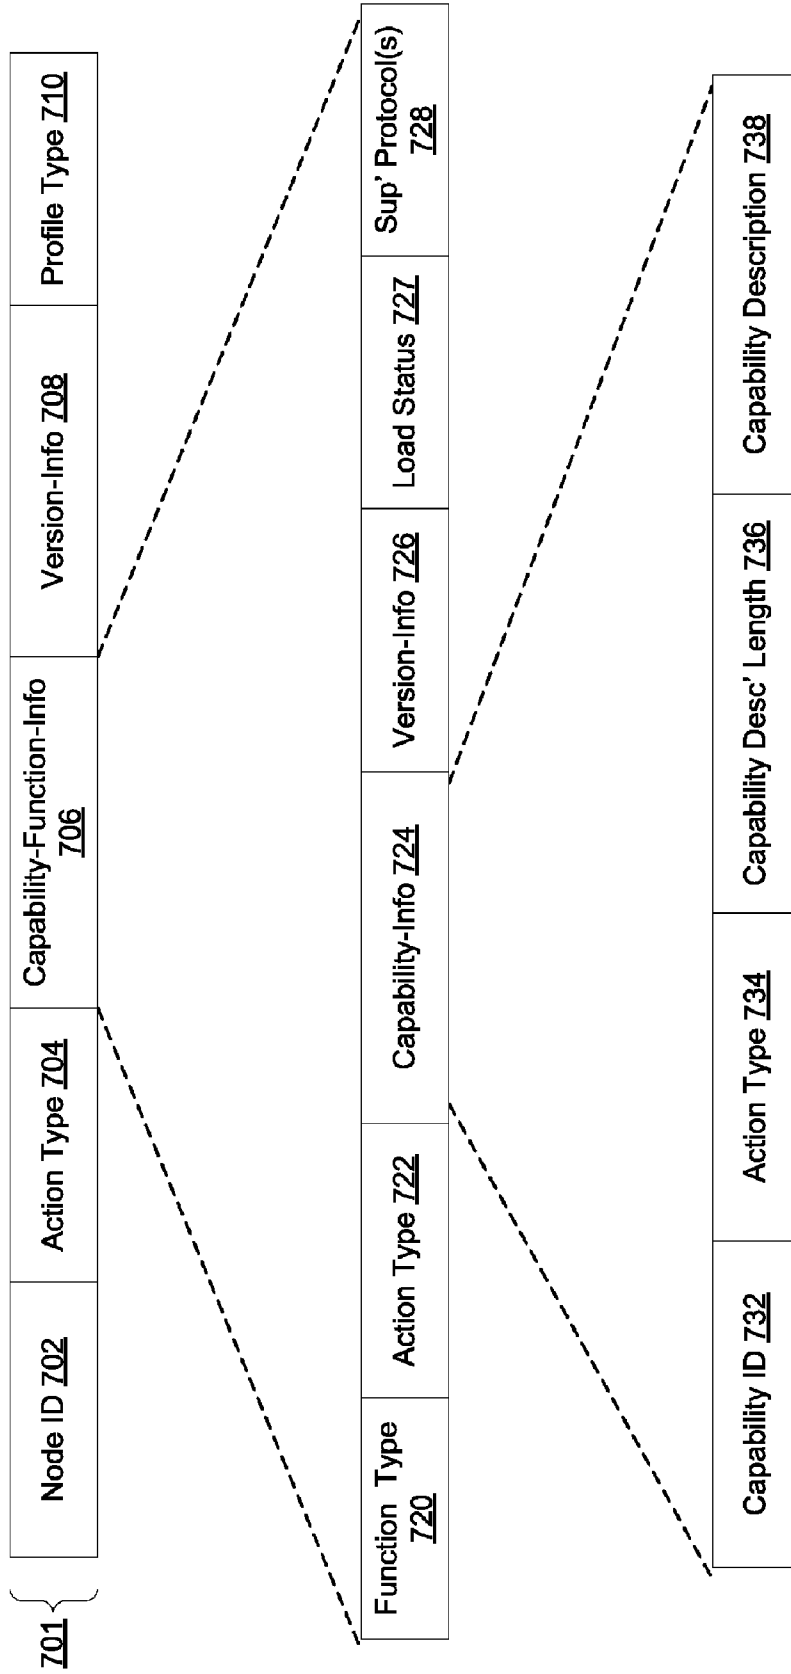 701
Node ID 702
Action Type 704
Capability-Function-Info
706
Version-Info 708
Profile Type 710
Function Type
720
Action Type 722
Capability-Info 724
Version-Info 726
Load Status 727
Sup' Protocol(s)
728
Capability ID 732
Action Type 734
Capability Desc' Length 736
Capability Description 738